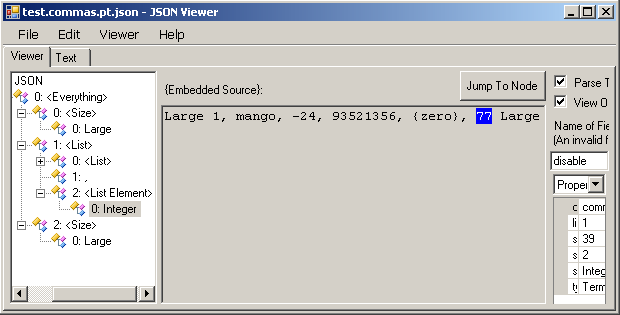 test.commas.pt.json - JSON Viewer
File Edit Viewer Help
Viewer Text
JSON
0: <Everything>
0: <Size>
0: Large
1: <List>
0: <List>
1: ,
2: <List Element>
0: Integer
2: <Size>
0: Large
{Embedded Source}:
Jump To Node
Large 1, mango, -24, 93521356, {zero}, 77 Large
Parse T
View O
Name of Fie
(An invalid f
disable
Proper
c comm
li 1
s 39
s 2
s Integ
ty Term